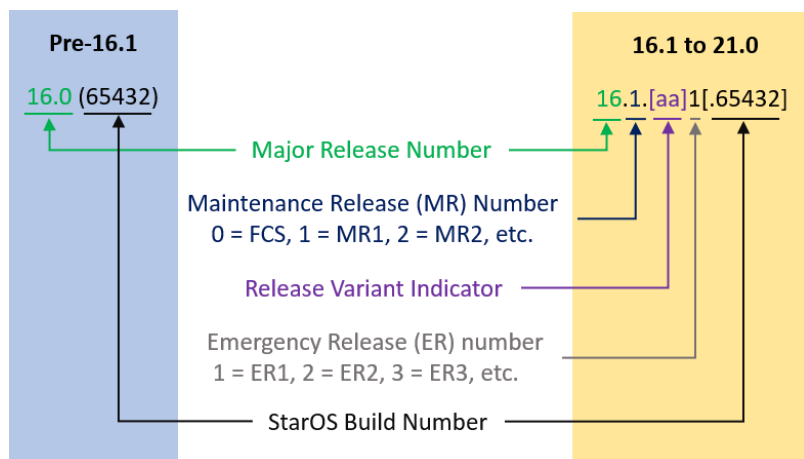 Pre-16.1
16.1 to 21.0
16.0 (65432)
16.1.[aa]1[.65432]
Major Release Number
Maintenance Release (MR) Number
0 = FCS, 1 = MR1, 2 = MR2, etc.
Release Variant Indicator
Emergency Release (ER) number
1 = ER1, 2 = ER2, 3 = ER3, etc.
StarOS Build Number